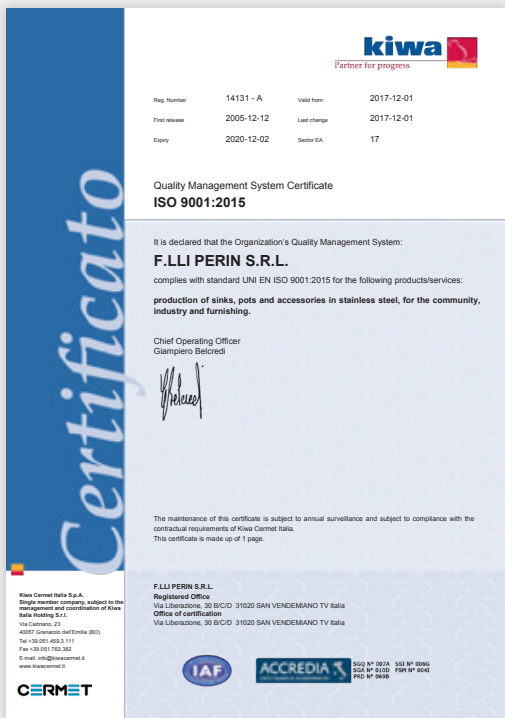 kiwa
Partner for progress
Reg. Number 14131 - A Valid from: 2017-12-01
First release 2005-12-12 Last change 2017-12-01
Expiry 2020-12-02 Sector EA 17
Quality Management System Certificate
ISO 9001:2015
It is declared that the Organization's Quality Management System:
F.LLI PERIN S.R.L.
complies with standard UNI EN ISO 9001:2015 for the following products/services:
production of sinks, pots and accessories in stainless steel, for the community,
industry and furnishing.
Chief Operating Officer
Giampiero Belcredi
The maintenance of this certificate is subject to annual surveillance and subject to compliance with the
contractual requirements of Kiwa Cermet Italia.
This certificate is made up of 1 page.
Certificato
Kiwa Cermet Italia S.p.A.
Single member company, subject to the
management and coordination of Kiwa
Italia Holding S.r.l.
Via Cadriano, 23
40057 Granarolo dell'Emilia (BO)
Tel +39.051.459.3.111
Fax +39.051.763.382
E-mail: info@kiwacermet.it
www.kiwacermet.it
CERMET
F.LLI PERIN S.R.L.
Registered Office
Via Liberazione, 30 B/C/D 31020 SAN VENDEMIANO TV Italia
Office of certification
Via Liberazione, 30 B/C/D 31020 SAN VENDEMIANO TV Italia
IAF
ACCREDIA
SGQ N° 007A SSI N° 006G
SGA N° 010D FSM N° 004I
PRD N° 069B